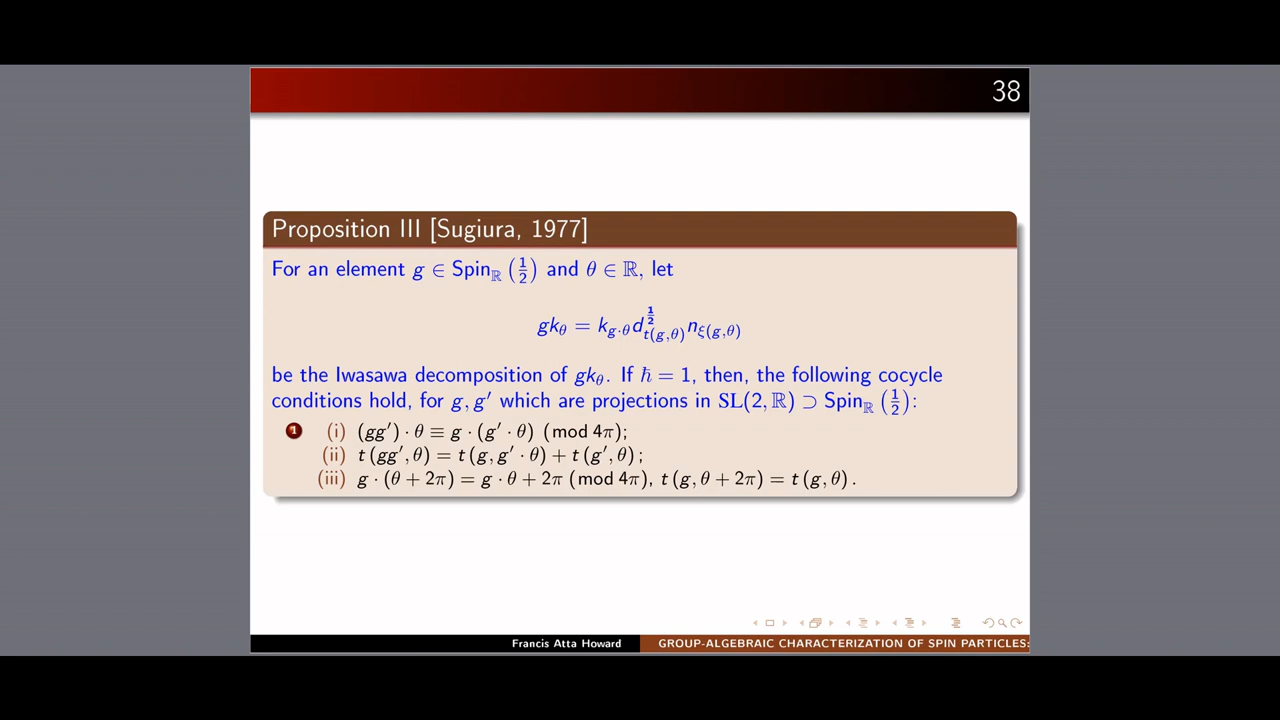 38
Proposition III [Sugiura, 1977]
For an element g ∈ Spin_ℝ (1/2) and θ ∈ ℝ, let
gk_θ = k_{g·θ} d^{1/2}_{t(g,θ)} n_{ξ(g,θ)}
be the Iwasawa decomposition of gk_θ. If ℏ = 1, then, the following cocycle
conditions hold, for g, g′ which are projections in SL(2, ℝ) ⊃ Spin_ℝ (1/2):
1 (i) (gg′) · θ ≡ g · (g′ · θ) (mod 4π);
(ii) t (gg′, θ) = t (g, g′ · θ) + t (g′, θ) ;
(iii) g · (θ + 2π) = g · θ + 2π (mod 4π), t (g, θ + 2π) = t (g, θ) .
Francis Atta Howard GROUP-ALGEBRAIC CHARACTERIZATION OF SPIN PARTICLES: